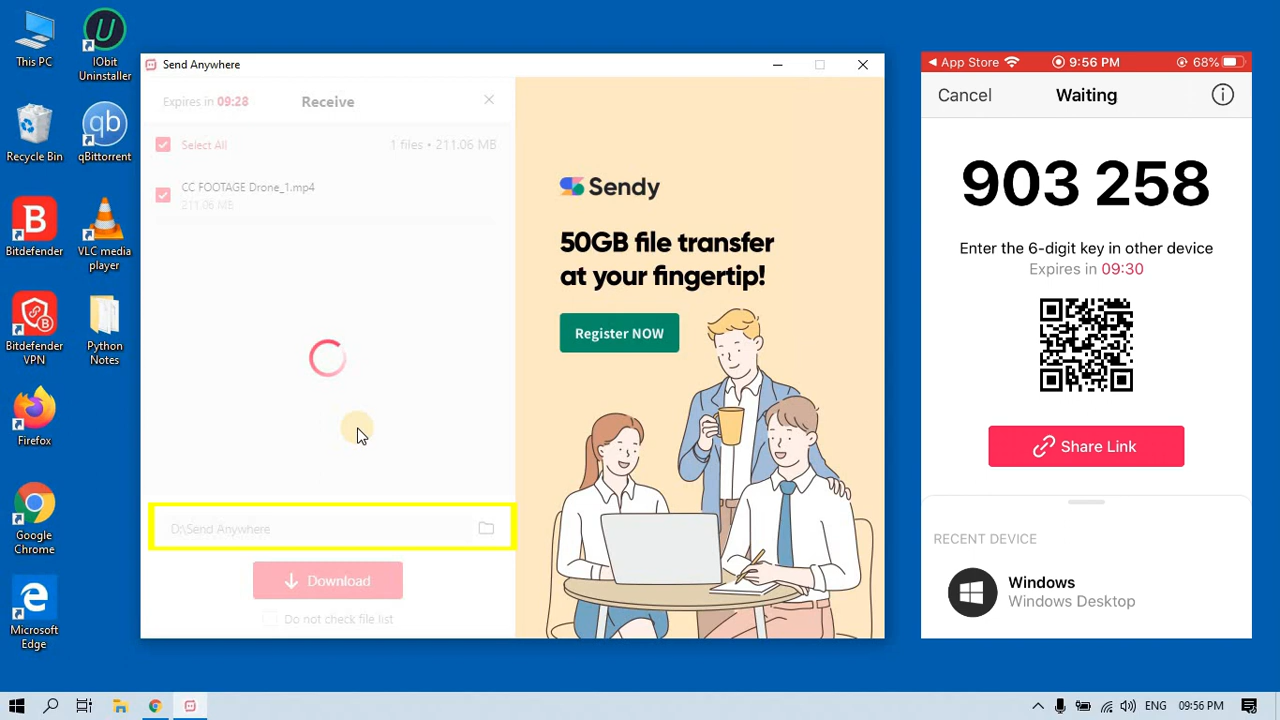 This PC
IObit
Uninstaller
Recycle Bin
qb
qBittorrent
B
Bitdefender
VLC media
player
Bitdefender
VPN
Python
Notes
Firefox
Google
Chrome
Microsoft
Edge
Send Anywhere
Expires in 09:28
Receive
Select All
1 files • 211.06 MB
CC FOOTAGE Drone_1.mp4
211.06 MB
D:\Send Anywhere
Download
Do not check file list
Sendy
50GB file transfer
at your fingertip!
Register NOW
App Store
9:56 PM
68%
Cancel
Waiting
903 258
Enter the 6-digit key in other device
Expires in 09:30
Share Link
RECENT DEVICE
Windows
Windows Desktop
ENG
09:56 PM